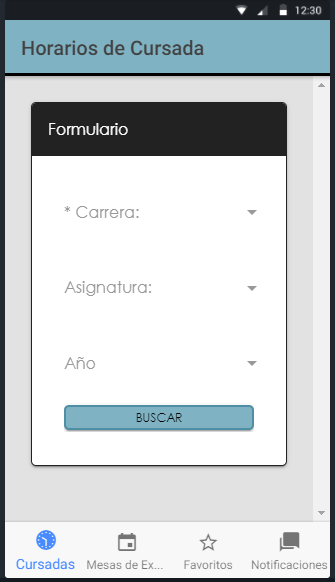 12:30
Horarios de Cursada
Formulario
* Carrera:
Asignatura:
Año
BUSCAR
Cursadas
Mesas de Ex...
Favoritos
Notificaciones